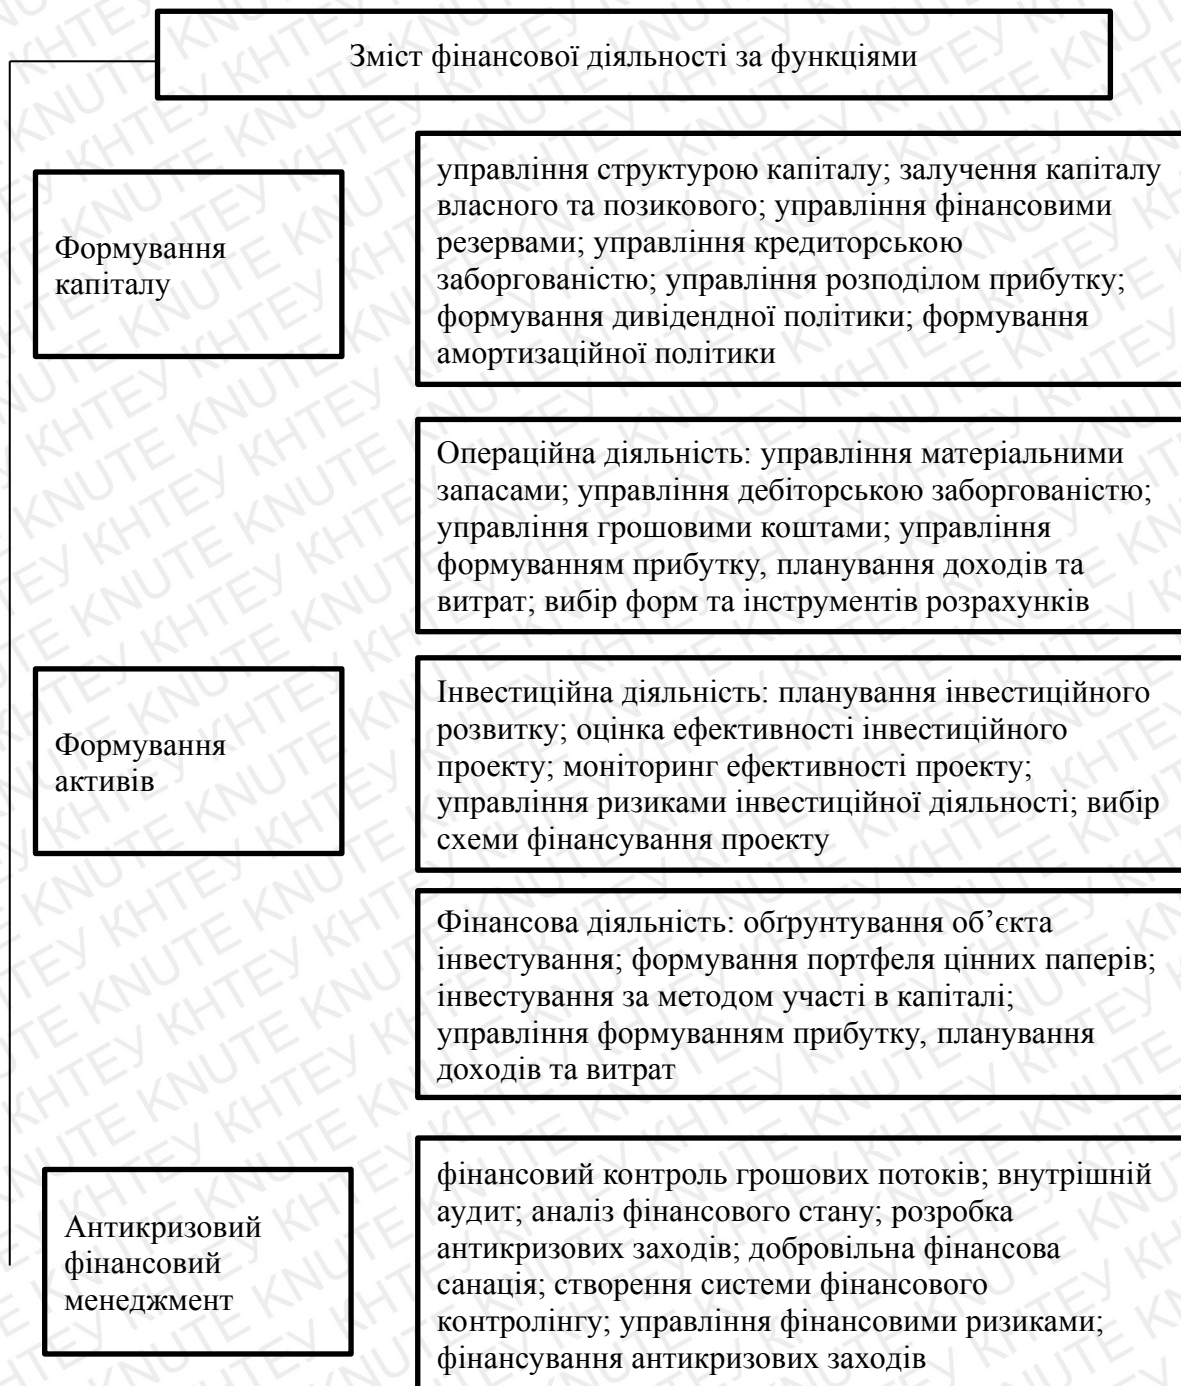 Зміст фінансової діяльності за функціями
Формування
капіталу
управління структурою капіталу; залучення капіталу
власного та позикового; управління фінансовими
резервами; управління кредиторською
заборгованістю; управління розподілом прибутку;
формування дивідендної політики; формування
амортизаційної політики
Операційна діяльність: управління матеріальними
запасами; управління дебіторською заборгованістю;
управління грошовими коштами; управління
формуванням прибутку, планування доходів та
витрат; вибір форм та інструментів розрахунків
Формування
активів
Інвестиційна діяльність: планування інвестиційного
розвитку; оцінка ефективності інвестиційного
проекту; моніторинг ефективності проекту;
управління ризиками інвестиційної діяльності; вибір
схеми фінансування проекту
Фінансова діяльність: обґрунтування об’єкта
інвестування; формування портфеля цінних паперів;
інвестування за методом участі в капіталі;
управління формуванням прибутку, планування
доходів та витрат
Антикризовий
фінансовий
менеджмент
фінансовий контроль грошових потоків; внутрішній
аудит; аналіз фінансового стану; розробка
антикризових заходів; добровільна фінансова
санація; створення системи фінансового
контролінгу; управління фінансовими ризиками;
фінансування антикризових заходів